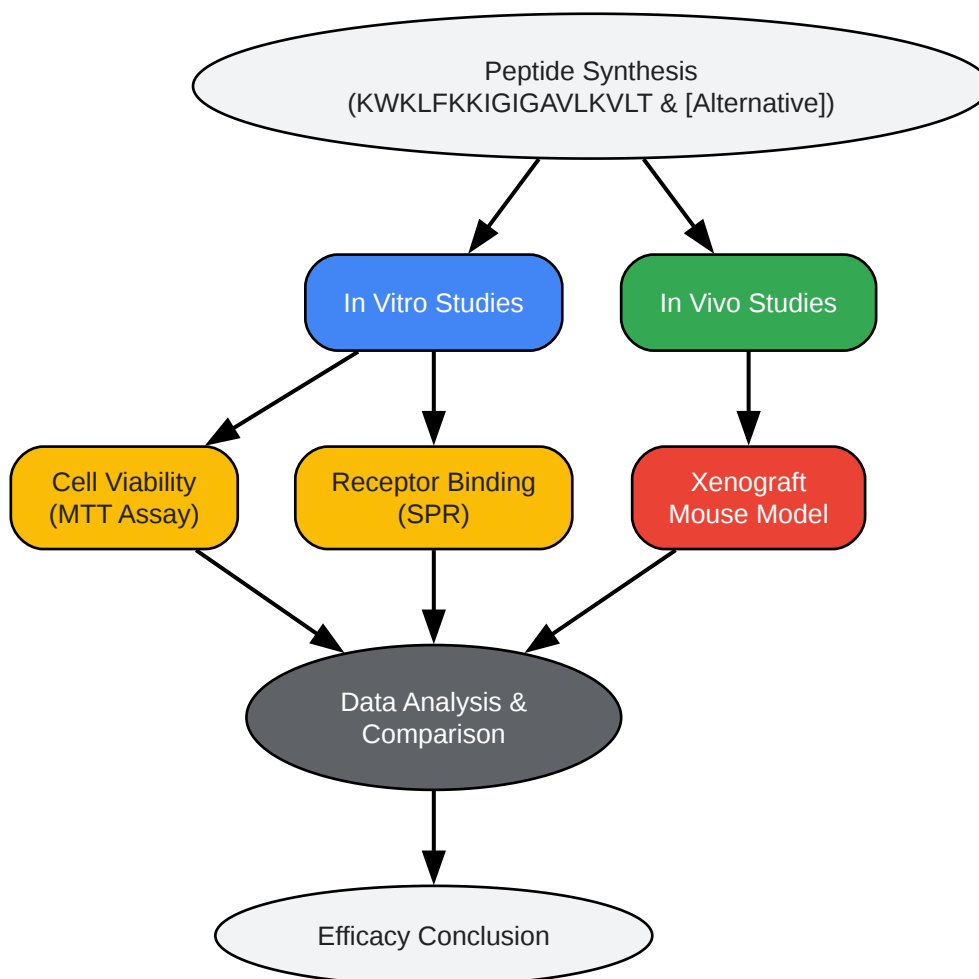 Peptide Synthesis
(KWKLFKKIGIGAVLKVLT & [Alternative])
In Vitro Studies
In Vivo Studies
Cell Viability
(MTT Assay)
Receptor Binding
(SPR)
Xenograft
Mouse Model
Data Analysis &
Comparison
Efficacy Conclusion